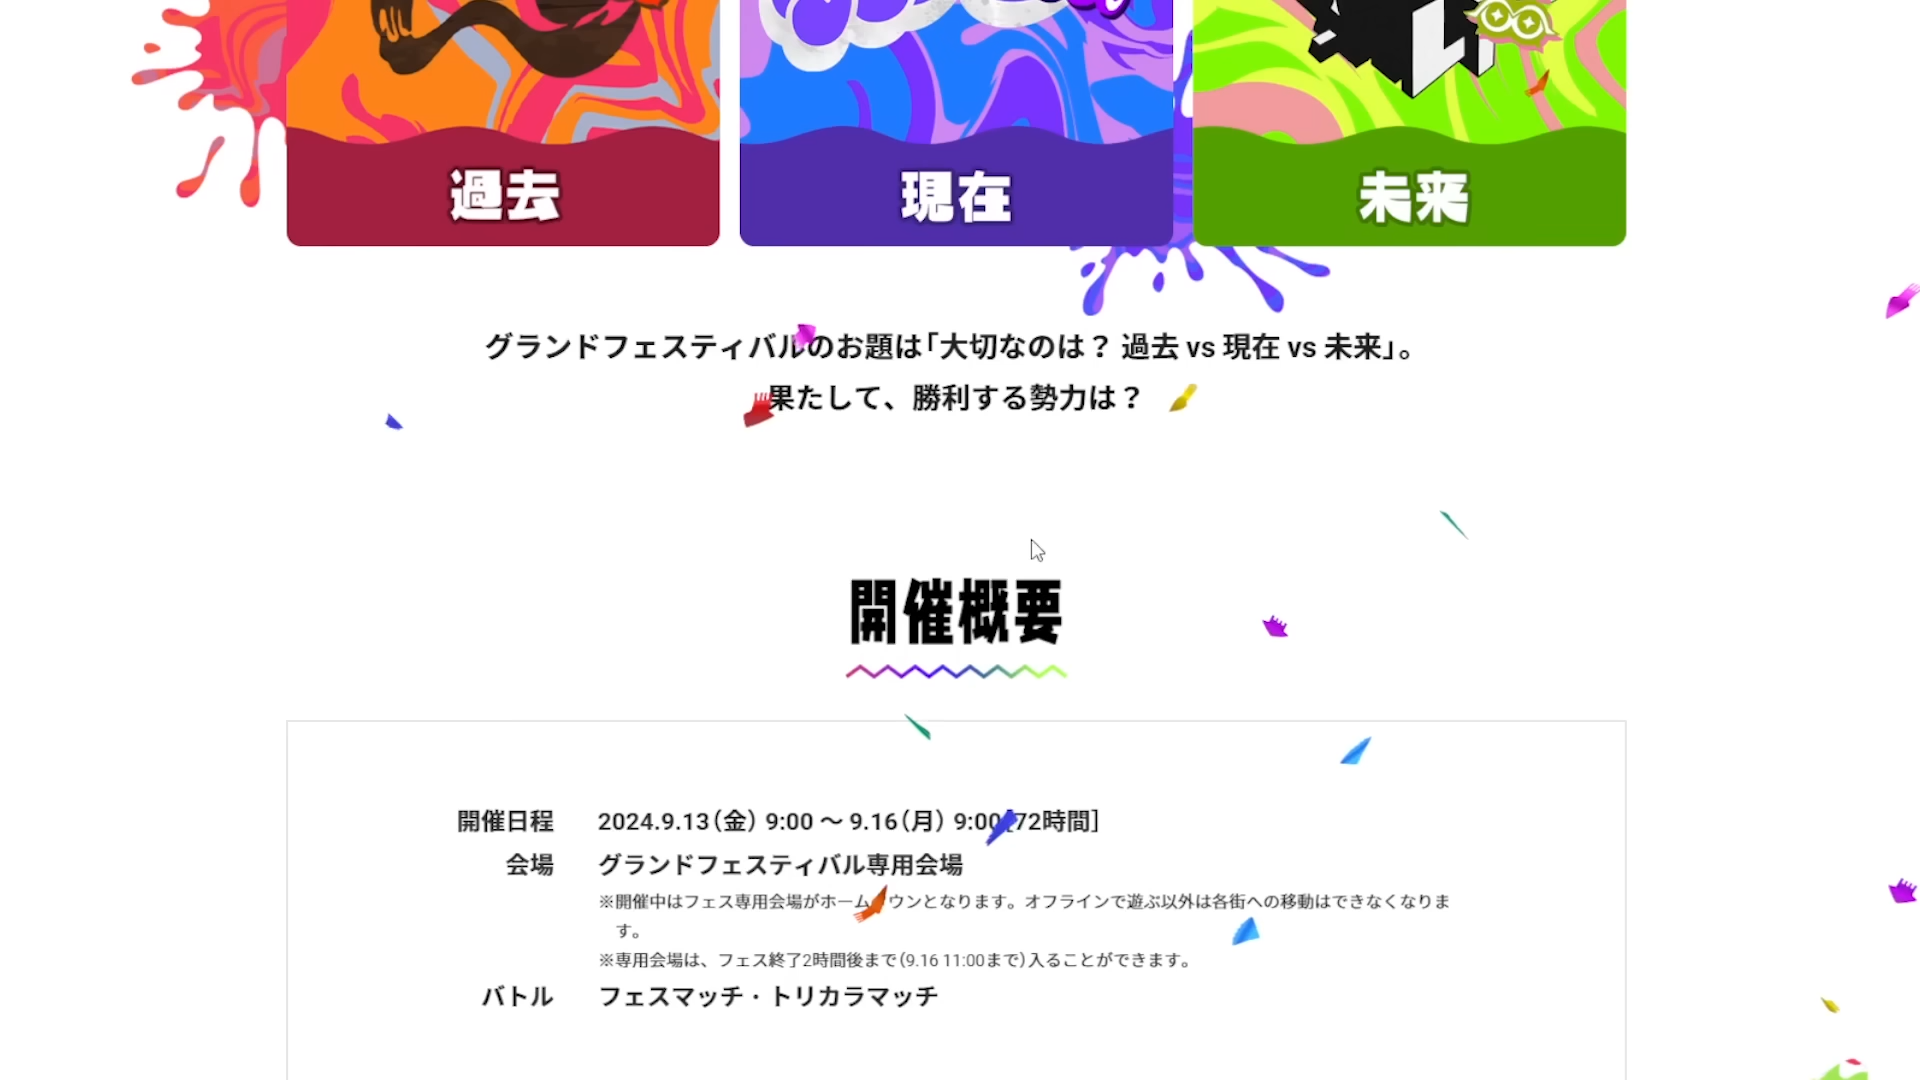 過去
現在
未来
グランドフェスティバルのお題は「大切なのは？ 過去 vs 現在 vs 未来」。
果たして、勝利する勢力は？
開催概要
開催日程 2024.9.13（金） 9:00 ～ 9.16（月） 9:00［72時間］
会場 グランドフェスティバル専用会場
※開催中はフェス専用会場がホームタウンとなります。オフラインで遊ぶ以外は各街への移動はできなくなりま
す。
※専用会場は、フェス終了2時間後まで（9.16 11:00まで）入ることができます。
バトル フェスマッチ・トリカラマッチ